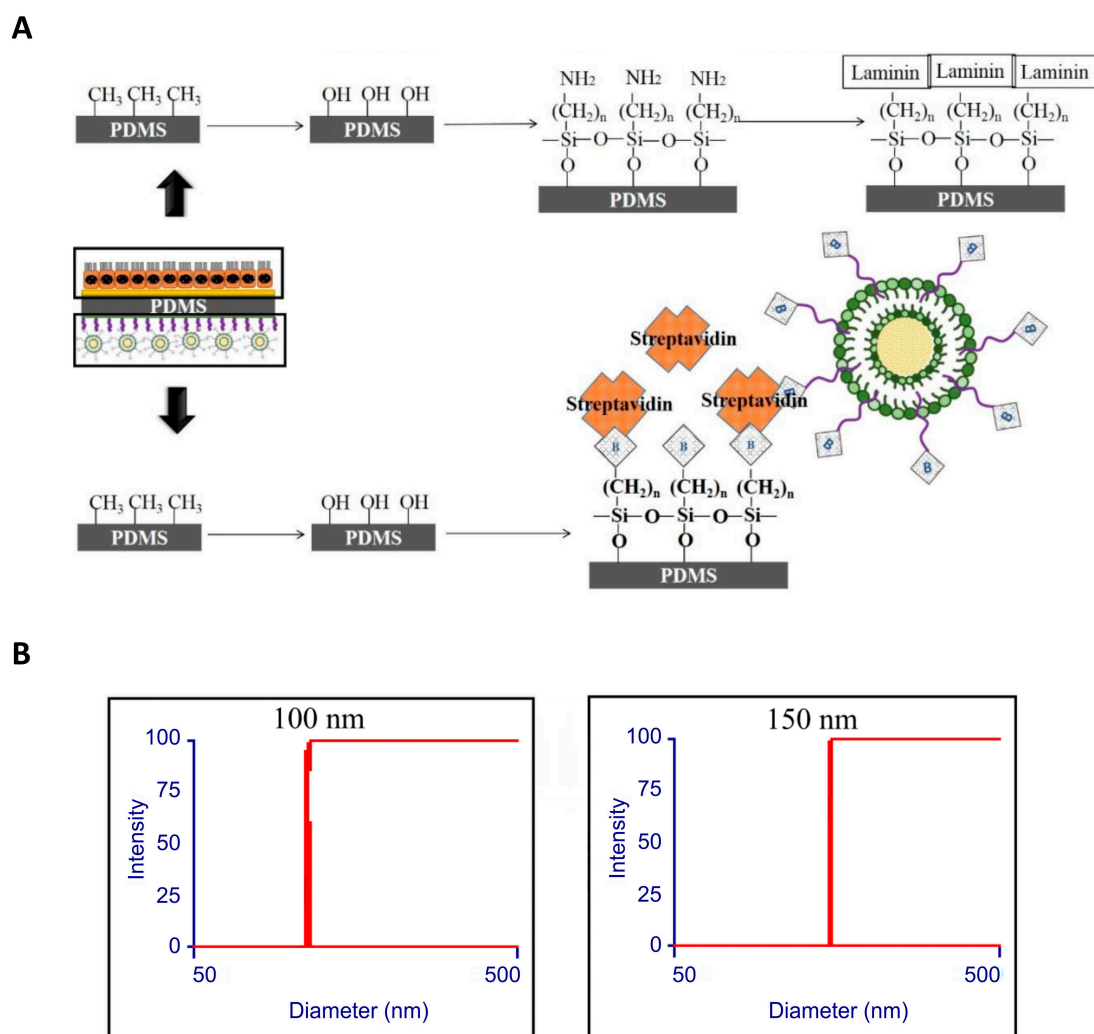 A
NH₂ NH₂ NH₂
Laminin Laminin Laminin
CH₃ CH₃ CH₃
OH OH OH
(CH₂)n (CH₂)n (CH₂)n
(CH₂)n (CH₂)n (CH₂)n
PDMS
PDMS
Si O Si O Si
Si O Si O Si
O O O
O O O
PDMS
PDMS
B B
PDMS
B B
Streptavidin
Streptavidin Streptavidin B
B B B
B B B
CH₃ CH₃ CH₃
OH OH OH
(CH₂)n (CH₂)n (CH₂)n
Si O Si O Si
PDMS
PDMS
O O O
PDMS
B
100 nm
100
75
50
25
0
Intensity
50 500
Diameter (nm)
150 nm
100
75
50
25
0
Intensity
50 500
Diameter (nm)